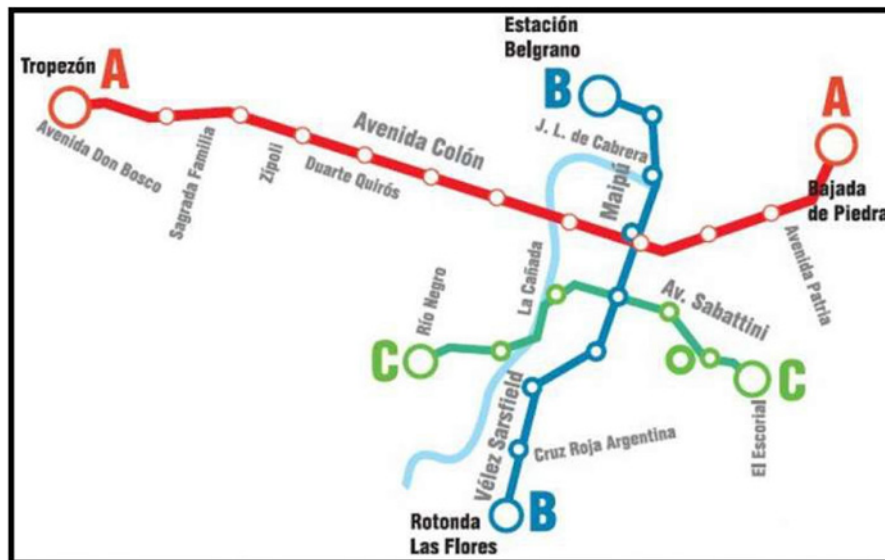 Estación
Belgrano
Tropezón
A
B
A
Avenida Don Bosco
Sagrada Familia
Zípoli
Duarte Quirós
Avenida Colón
J. L. de Cabrera
Maipú
Bajada
de Piedra
Avenida Patria
Río Negro
La Cañada
Av. Sabattini
C
C
El Escorial
Vélez Sarsfield
Cruz Roja Argentina
Rotonda
Las Flores
B